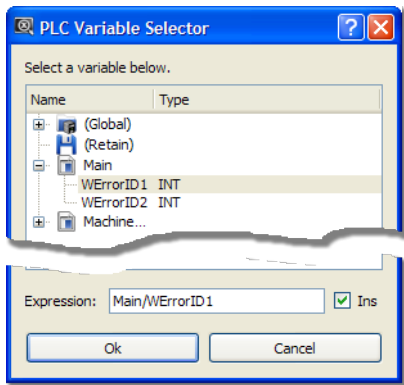 PLC Variable Selector
Select a variable below.
Name Type
(Global)
(Retain)
Main
WErrorID1 INT
WErrorID2 INT
Machine...
Expression: Main/WErrorID1 Ins
Ok Cancel